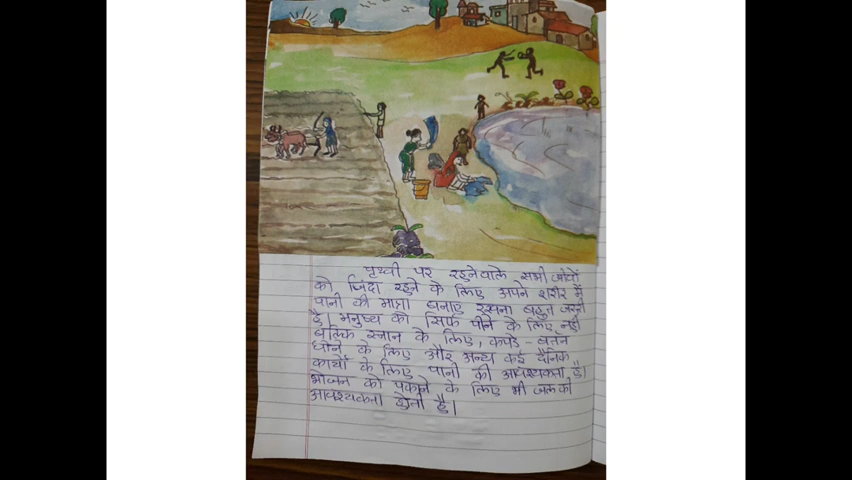 पृथ्वी पर रहनेवाले सभी जीवों
को जिंदा रहने के लिए अपने शरीर में
पानी की मात्रा बनाए रखना बहुत जरूरी
है। मनुष्य को सिर्फ पीने के लिए नही
बल्कि स्नान के लिए, कपडे - बर्तन
धोने के लिए और अन्य कई दैनिक
कार्यो के लिए पानी की आवश्यकता है।
भोजन को पकाने के लिए भी जल की
आवश्यकता होती है।